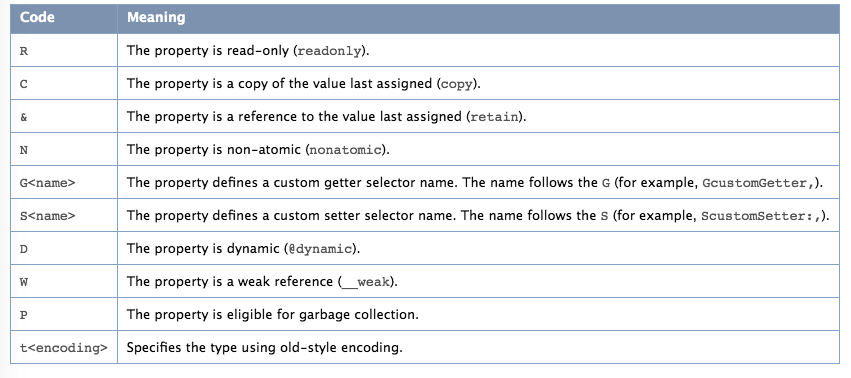 Code Meaning
R The property is read-only (readonly).
C The property is a copy of the value last assigned (copy).
& The property is a reference to the value last assigned (retain).
N The property is non-atomic (nonatomic).
G<name> The property defines a custom getter selector name. The name follows the G (for example, GcustomGetter,).
S<name> The property defines a custom setter selector name. The name follows the S (for example, ScustomSetter:,).
D The property is dynamic (@dynamic).
W The property is a weak reference (__weak).
P The property is eligible for garbage collection.
t<encoding> Specifies the type using old-style encoding.